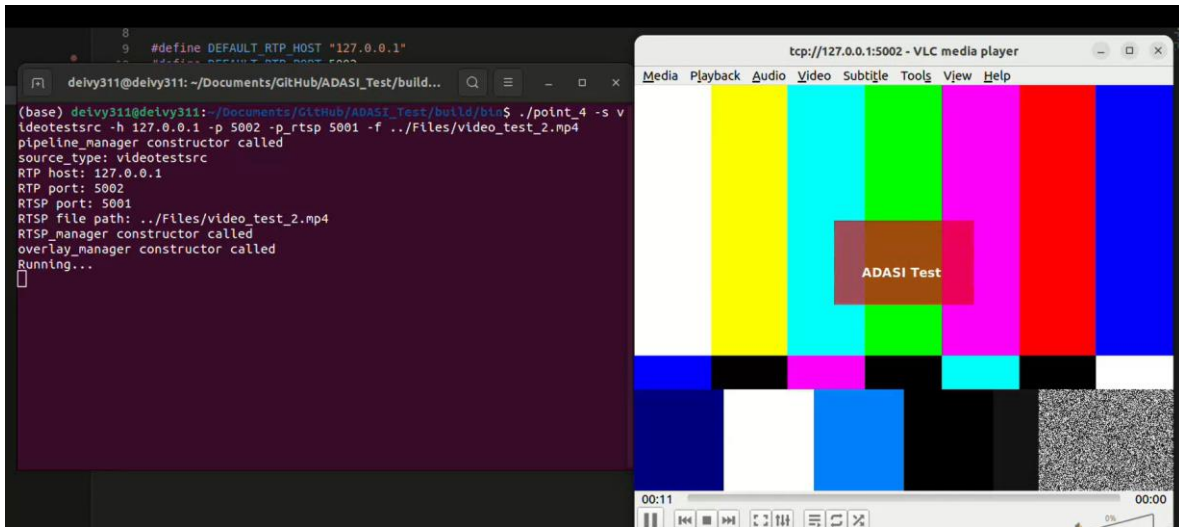 8
9 #define DEFAULT_RTP_HOST "127.0.0.1"
#define DEFAULT_RTP_PORT 5002
deivy311@deivy311: ~/Documents/GitHub/ADASI_Test/build...
(base) deivy311@deivy311:~/Documents/GitHub/ADASI_Test/build/bin$ ./point_4 -s v
ideotestsrc -h 127.0.0.1 -p 5002 -p_rtsp 5001 -f ../Files/video_test_2.mp4
pipeline_manager constructor called
source_type: videotestsrc
RTP host: 127.0.0.1
RTP port: 5002
RTSP port: 5001
RTSP file path: ../Files/video_test_2.mp4
RTSP_manager constructor called
overlay_manager constructor called
Running...
tcp://127.0.0.1:5002 - VLC media player
Media Playback Audio Video Subtitle Tools View Help
ADASI Test
00:11 00:00
0%